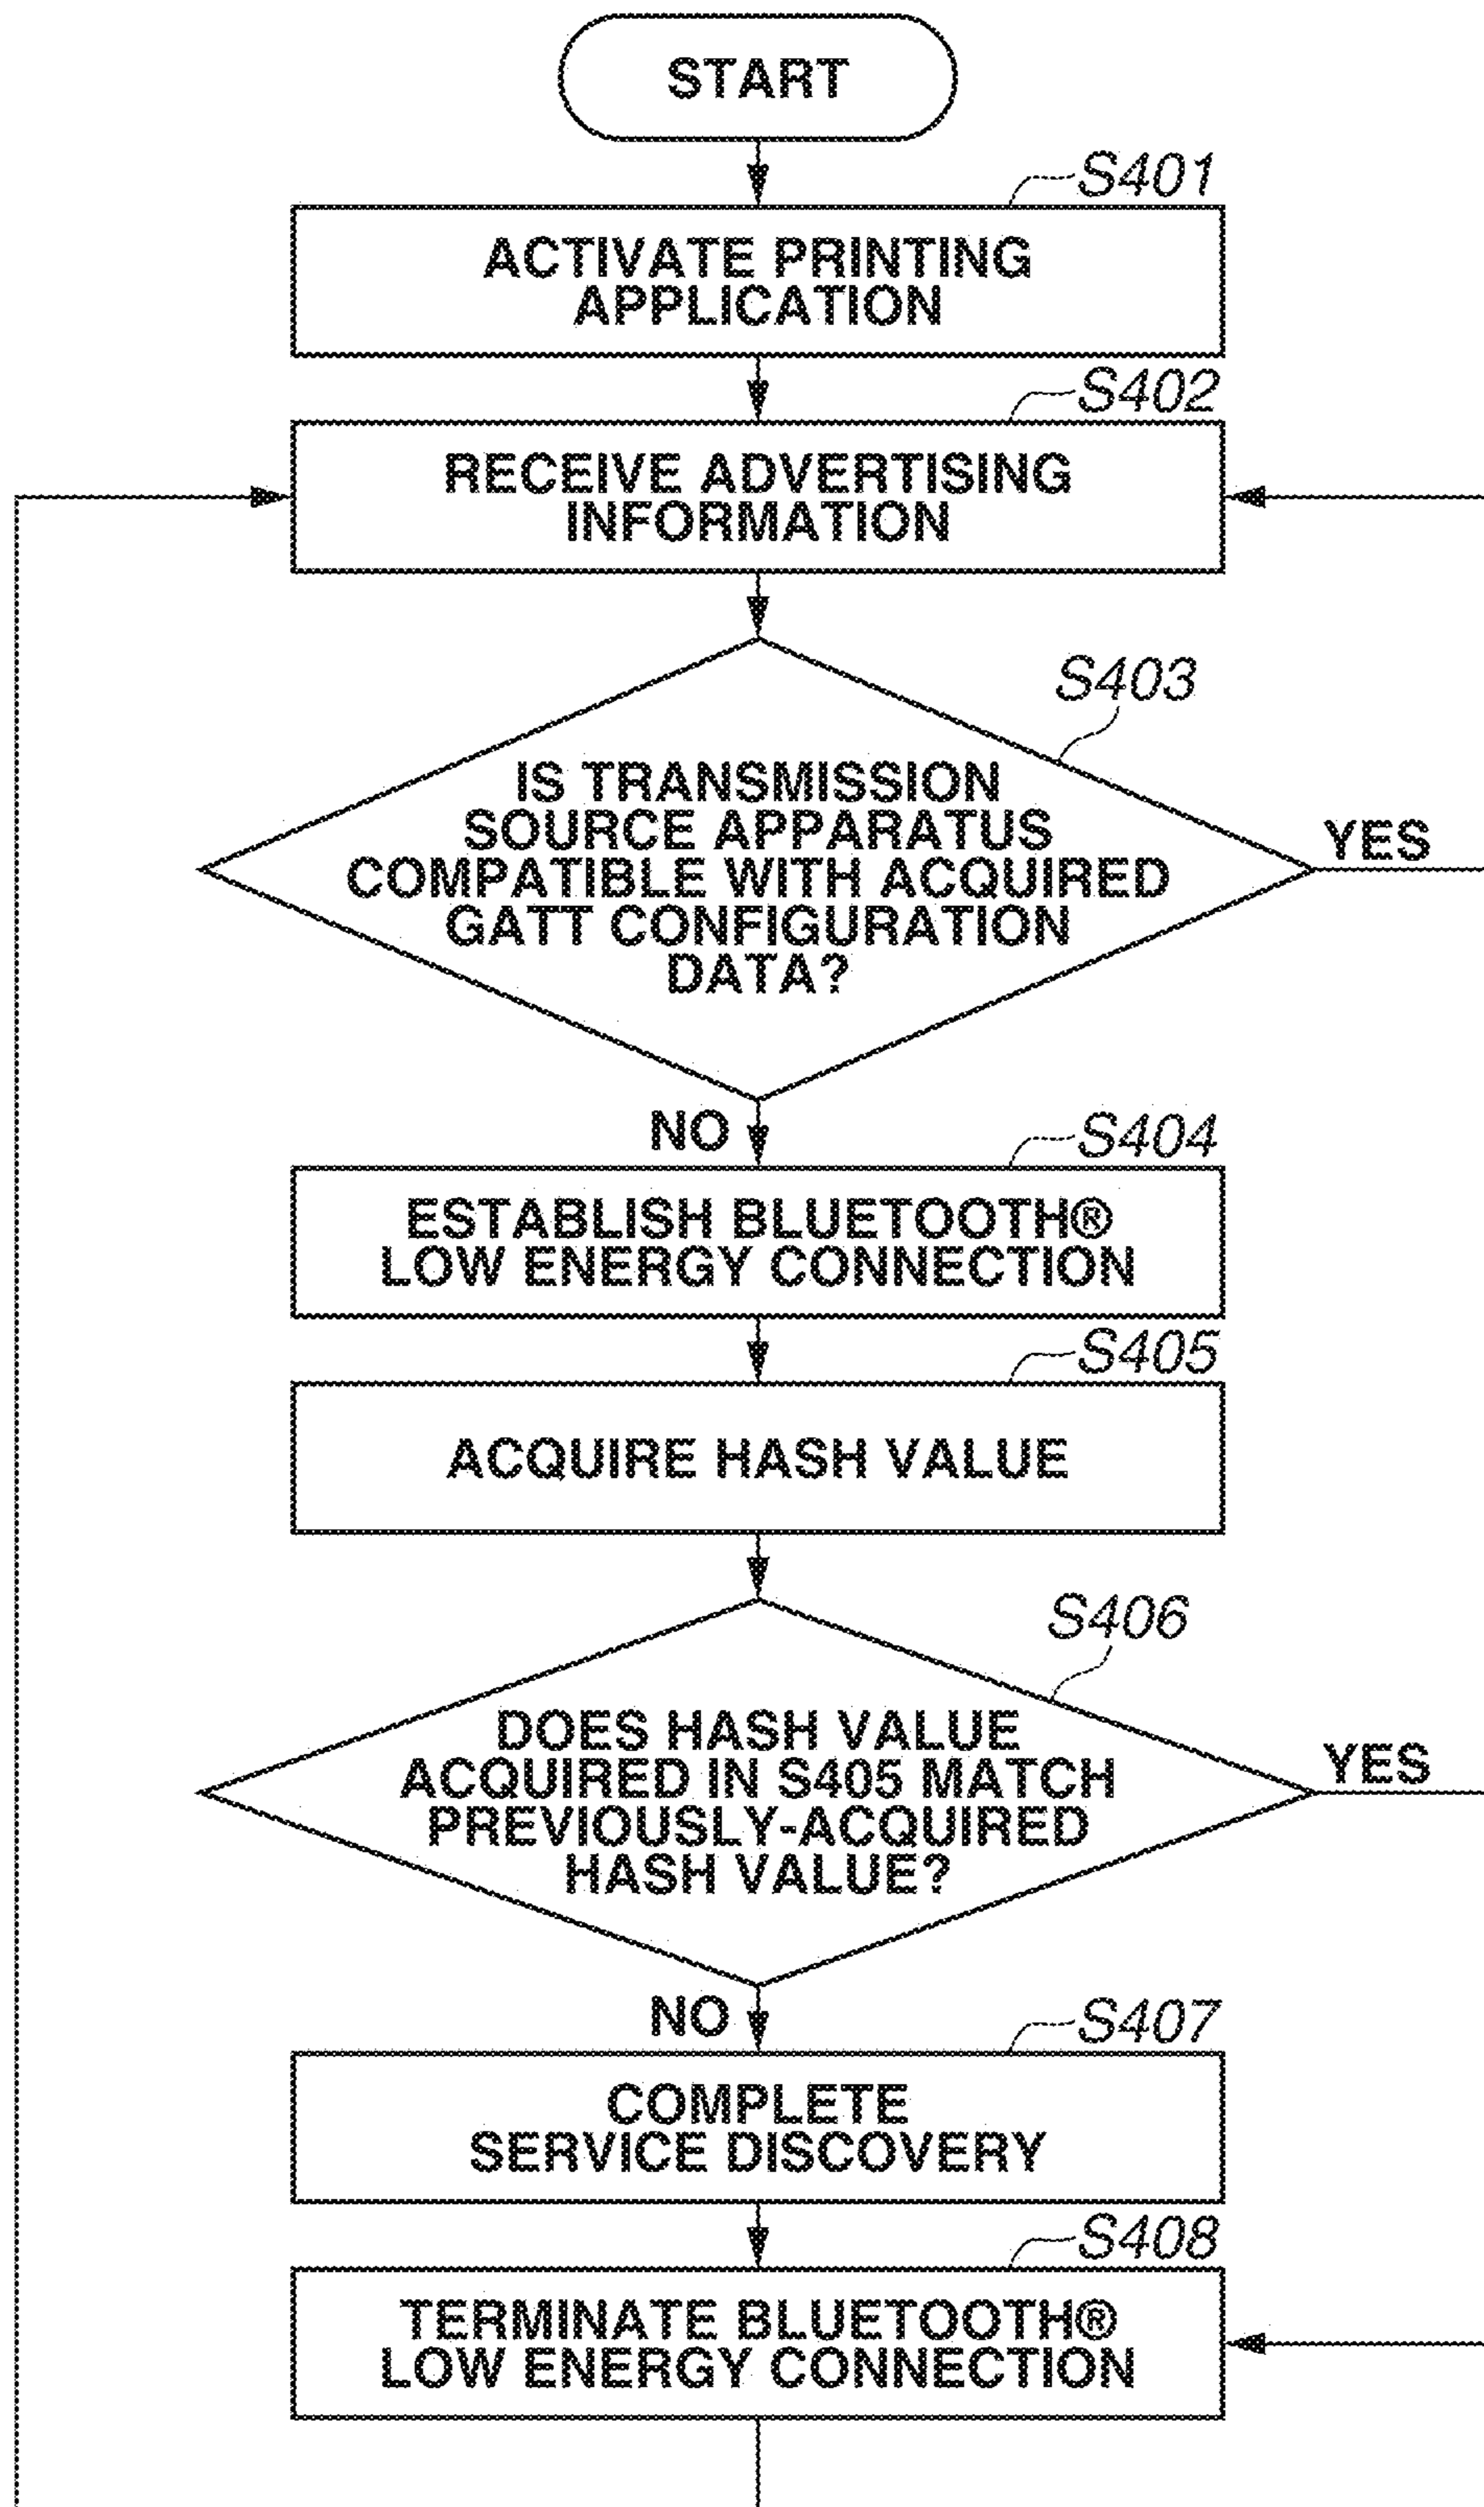 START
S401
ACTIVATE PRINTING
APPLICATION
S402
RECEIVE ADVERTISING
INFORMATION
S403
IS TRANSMISSION
SOURCE APPARATUS
COMPATIBLE WITH ACQUIRED
GATT CONFIGURATION
DATA?
YES
NO
S404
ESTABLISH BLUETOOTH®
LOW ENERGY CONNECTION
S405
ACQUIRE HASH VALUE
S406
DOES HASH VALUE
ACQUIRED IN S405 MATCH
PREVIOUSLY-ACQUIRED
HASH VALUE?
YES
NO
S407
COMPLETE
SERVICE DISCOVERY
S408
TERMINATE BLUETOOTH®
LOW ENERGY CONNECTION